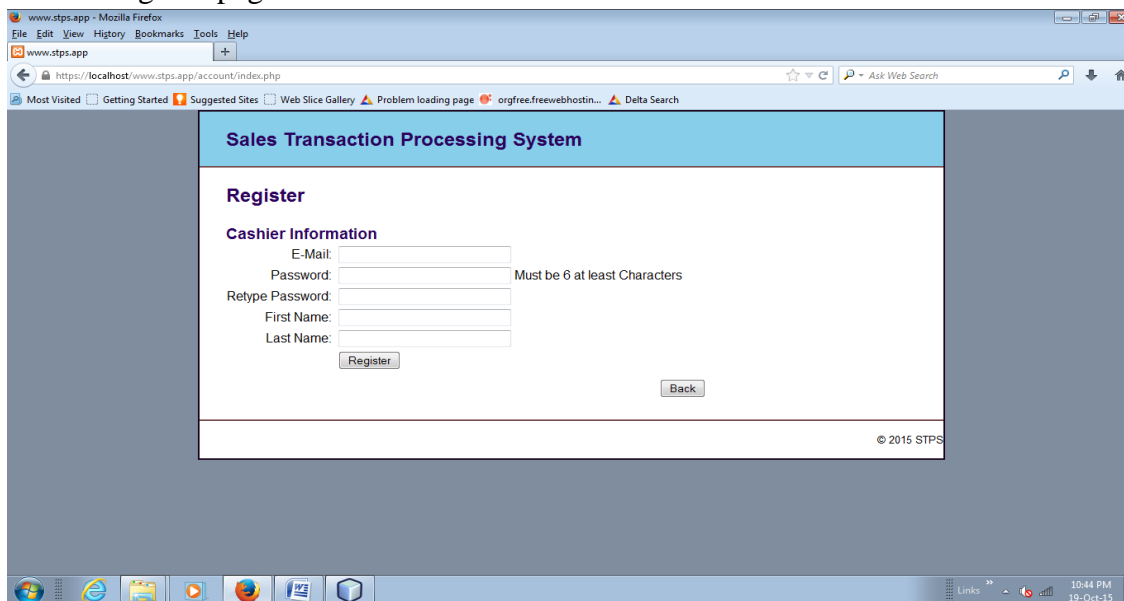 www.stps.app - Mozilla Firefox
File Edit View History Bookmarks Tools Help
www.stps.app +
https://localhost/www.stps.app/account/index.php Ask Web Search
Most Visited Getting Started Suggested Sites Web Slice Gallery Problem loading page orgfree.freewebhostin... Delta Search
Sales Transaction Processing System
Register
Cashier Information
E-Mail:
Password: Must be 6 at least Characters
Retype Password:
First Name:
Last Name:
Register
Back
© 2015 STPS
Links » 10:44 PM
19-Oct-15